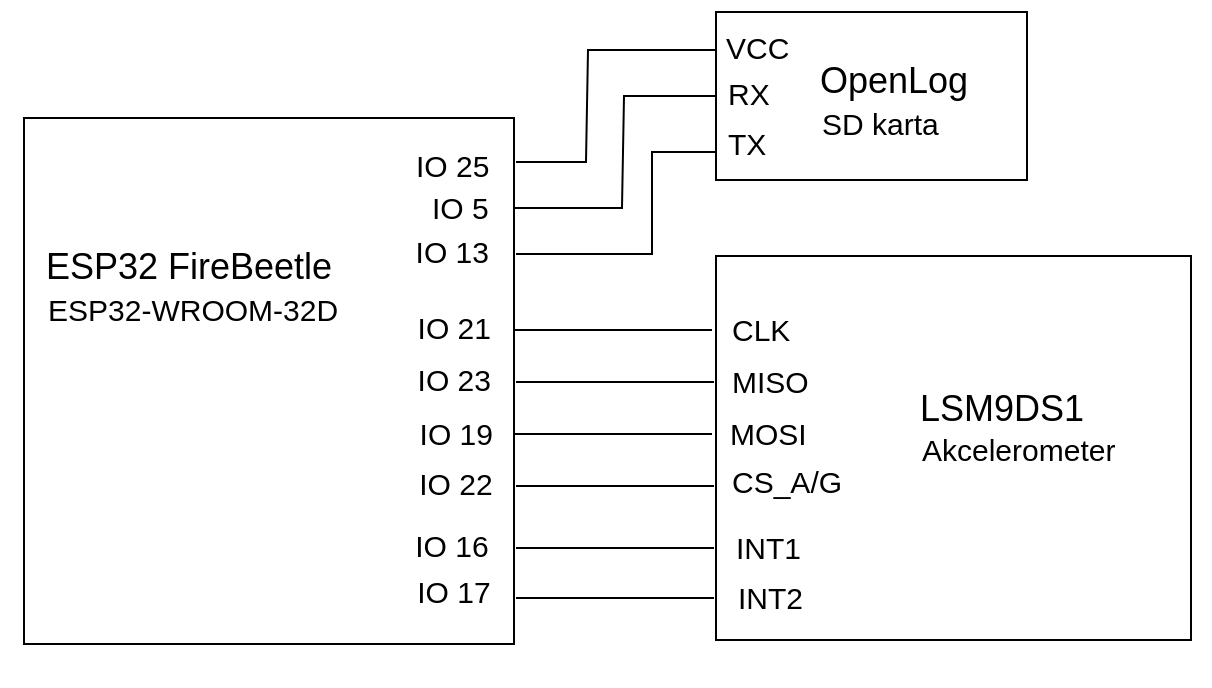 ESP32 FireBeetle
ESP32-WROOM-32D
IO 25
IO 5
IO 13
IO 21
IO 23
IO 19
IO 22
IO 16
IO 17
VCC
RX
TX
OpenLog
SD karta
CLK
MISO
MOSI
CS_A/G
INT1
INT2
LSM9DS1
Akcelerometer